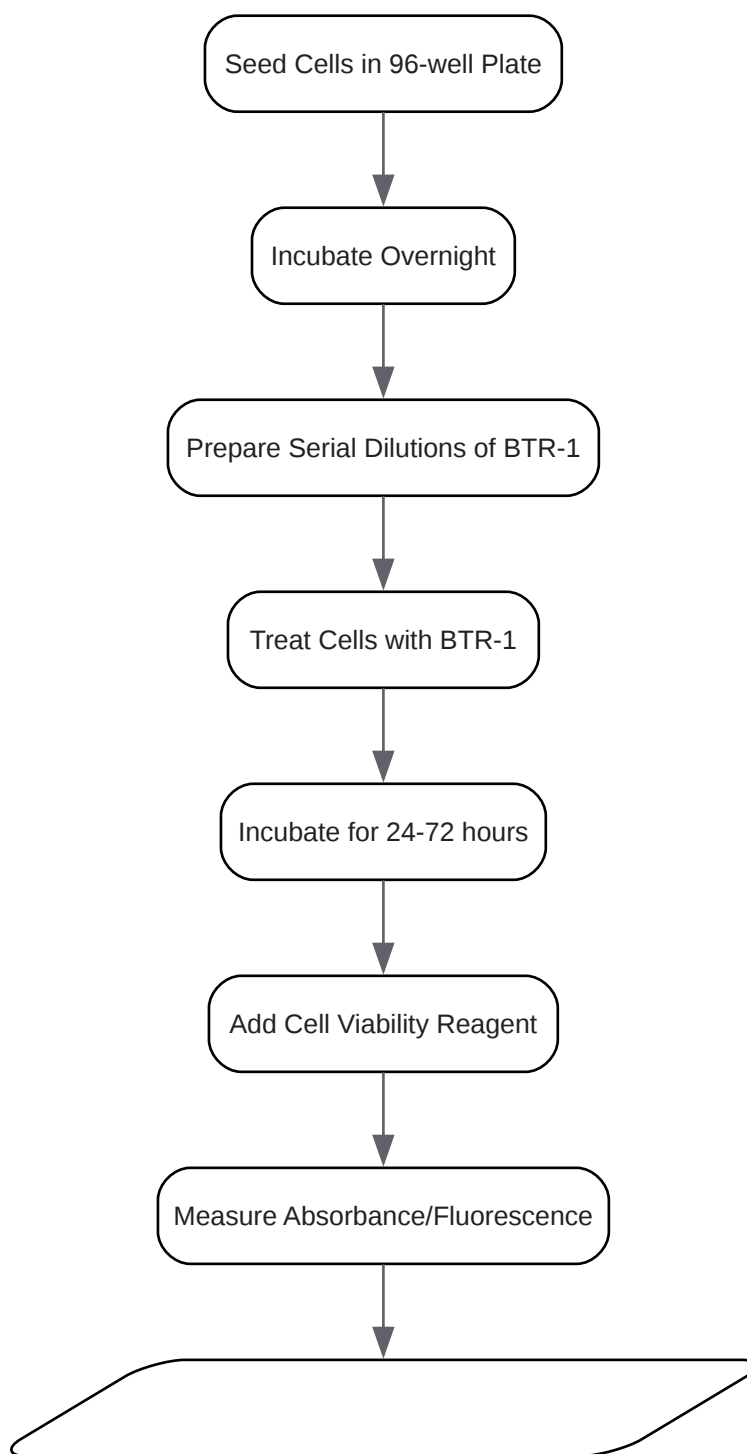 Seed Cells in 96-well Plate
Incubate Overnight
Prepare Serial Dilutions of BTR-1
Treat Cells with BTR-1
Incubate for 24-72 hours
Add Cell Viability Reagent
Measure Absorbance/Fluorescence